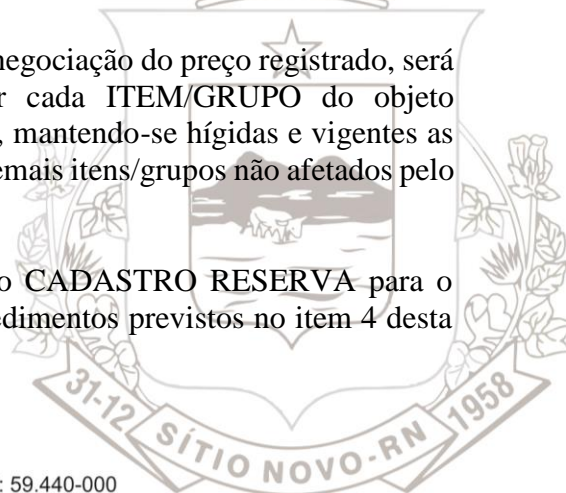 negociação do preço registrado, será
r cada ITEM/GRUPO do objeto
, mantendo-se hígidas e vigentes as
emais itens/grupos não afetados pelo
o CADASTRO RESERVA para o
edimentos previstos no item 4 desta
31-12 SÍTIO NOVO-RN 1958
: 59.440-000